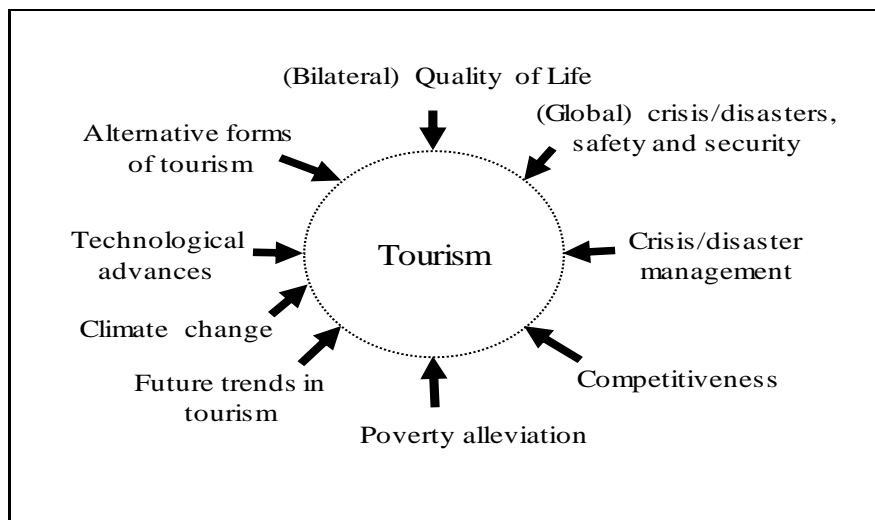 (Bilateral) Quality of Life
(Global) crisis/disasters,
safety and security
Alternative forms
of tourism
Technological
advances
Tourism
Crisis/disaster
management
Climate change
Future trends in
tourism
Competitiveness
Poverty alleviation